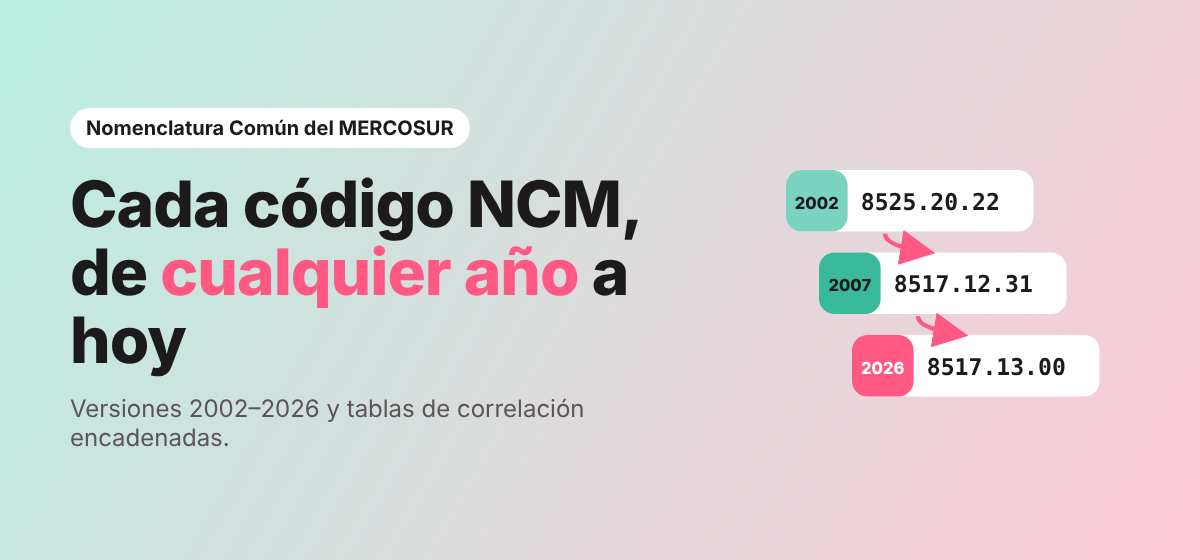 Nomenclatura Común del MERCOSUR
Cada código NCM,
de cualquier año a
hoy
Versiones 2002–2026 y tablas de correlación
encadenadas.
2002 8525.20.22
2007 8517.12.31
2026 8517.13.00